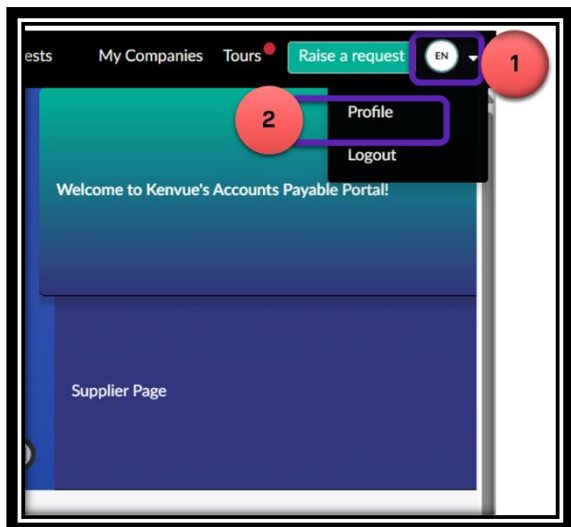 ests My Companies Tours Raise a request EN 1
2 Profile
Logout
Welcome to Kenvue's Accounts Payable Portal!
Supplier Page